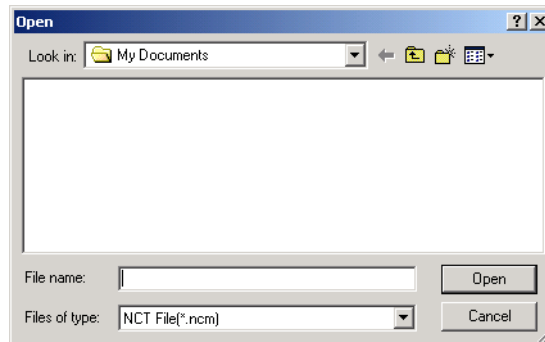 Open
Look in: My Documents
File name:
Open
Files of type: NCT File(*.ncm)
Cancel